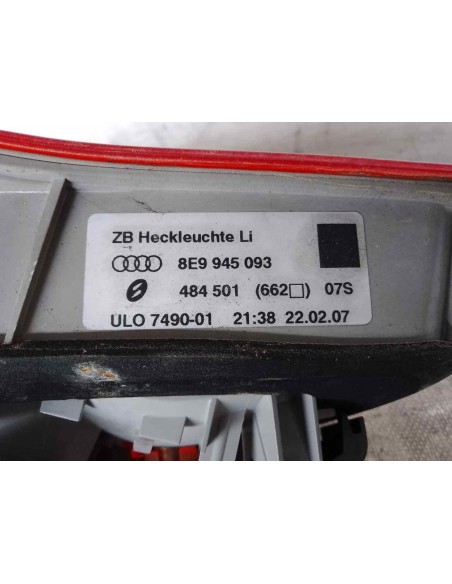 ZB Heckleuchte Li
8E9 945 093
484 501 (662□) 07S
ULO 7490-01 21:38 22.02.07